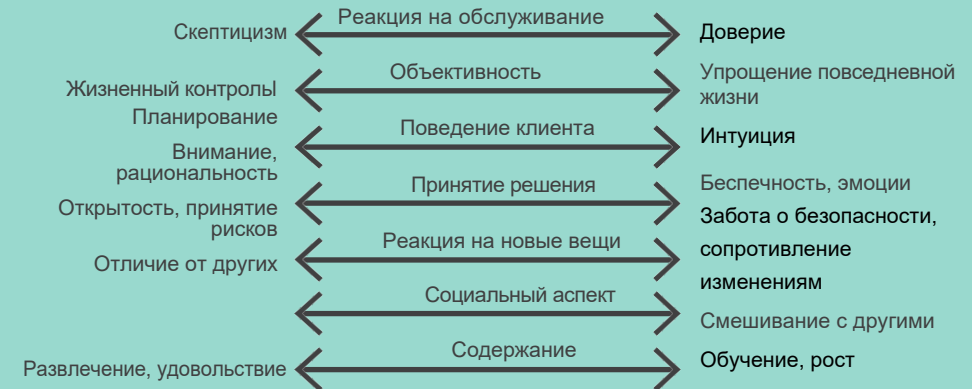 Реакция на обслуживание
Скептицизм
Доверие
Объективность
Жизненный контролы
Упрощение повседневной
жизни
Планирование
Поведение клиента
Интуиция
Внимание,
рациональность
Принятие решения
Беспечность, эмоции
Открытость, принятие
рисков
Забота о безопасности,
сопротивление
изменениям
Реакция на новые вещи
Отличие от других
Социальный аспект
Смешивание с другими
Содержание
Развлечение, удовольствие
Обучение, рост